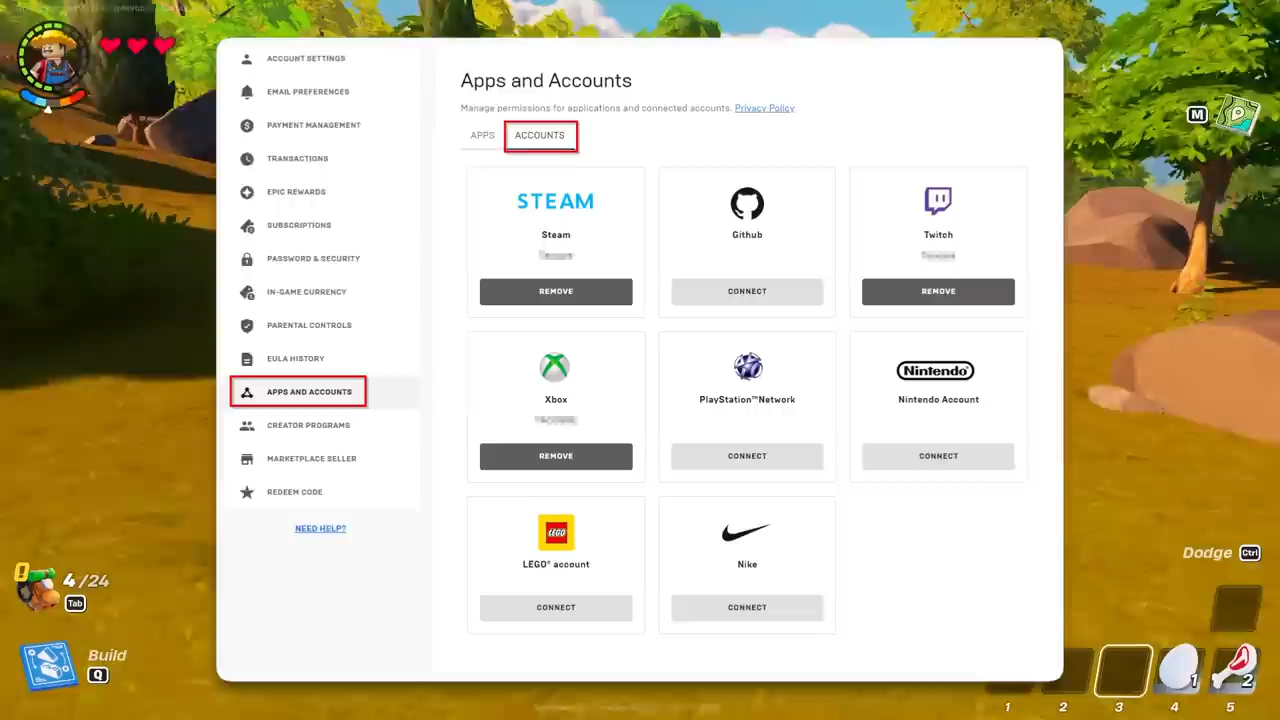 ACCOUNT SETTINGS
EMAIL PREFERENCES
PAYMENT MANAGEMENT
TRANSACTIONS
EPIC REWARDS
SUBSCRIPTIONS
PASSWORD & SECURITY
IN-GAME CURRENCY
PARENTAL CONTROLS
EULA HISTORY
APPS AND ACCOUNTS
CREATOR PROGRAMS
MARKETPLACE SELLER
REDEEM CODE
NEED HELP?
Apps and Accounts
Manage permissions for applications and connected accounts. Privacy Policy
APPS ACCOUNTS
STEAM
Steam Github Twitch
REMOVE CONNECT REMOVE
Nintendo
Xbox PlayStation™Network Nintendo Account
REMOVE CONNECT CONNECT
LEGO
LEGO® account Nike
CONNECT CONNECT
M
4/24
Tab
Build
Q
Dodge Ctrl
1 2
1 2 3 4 5